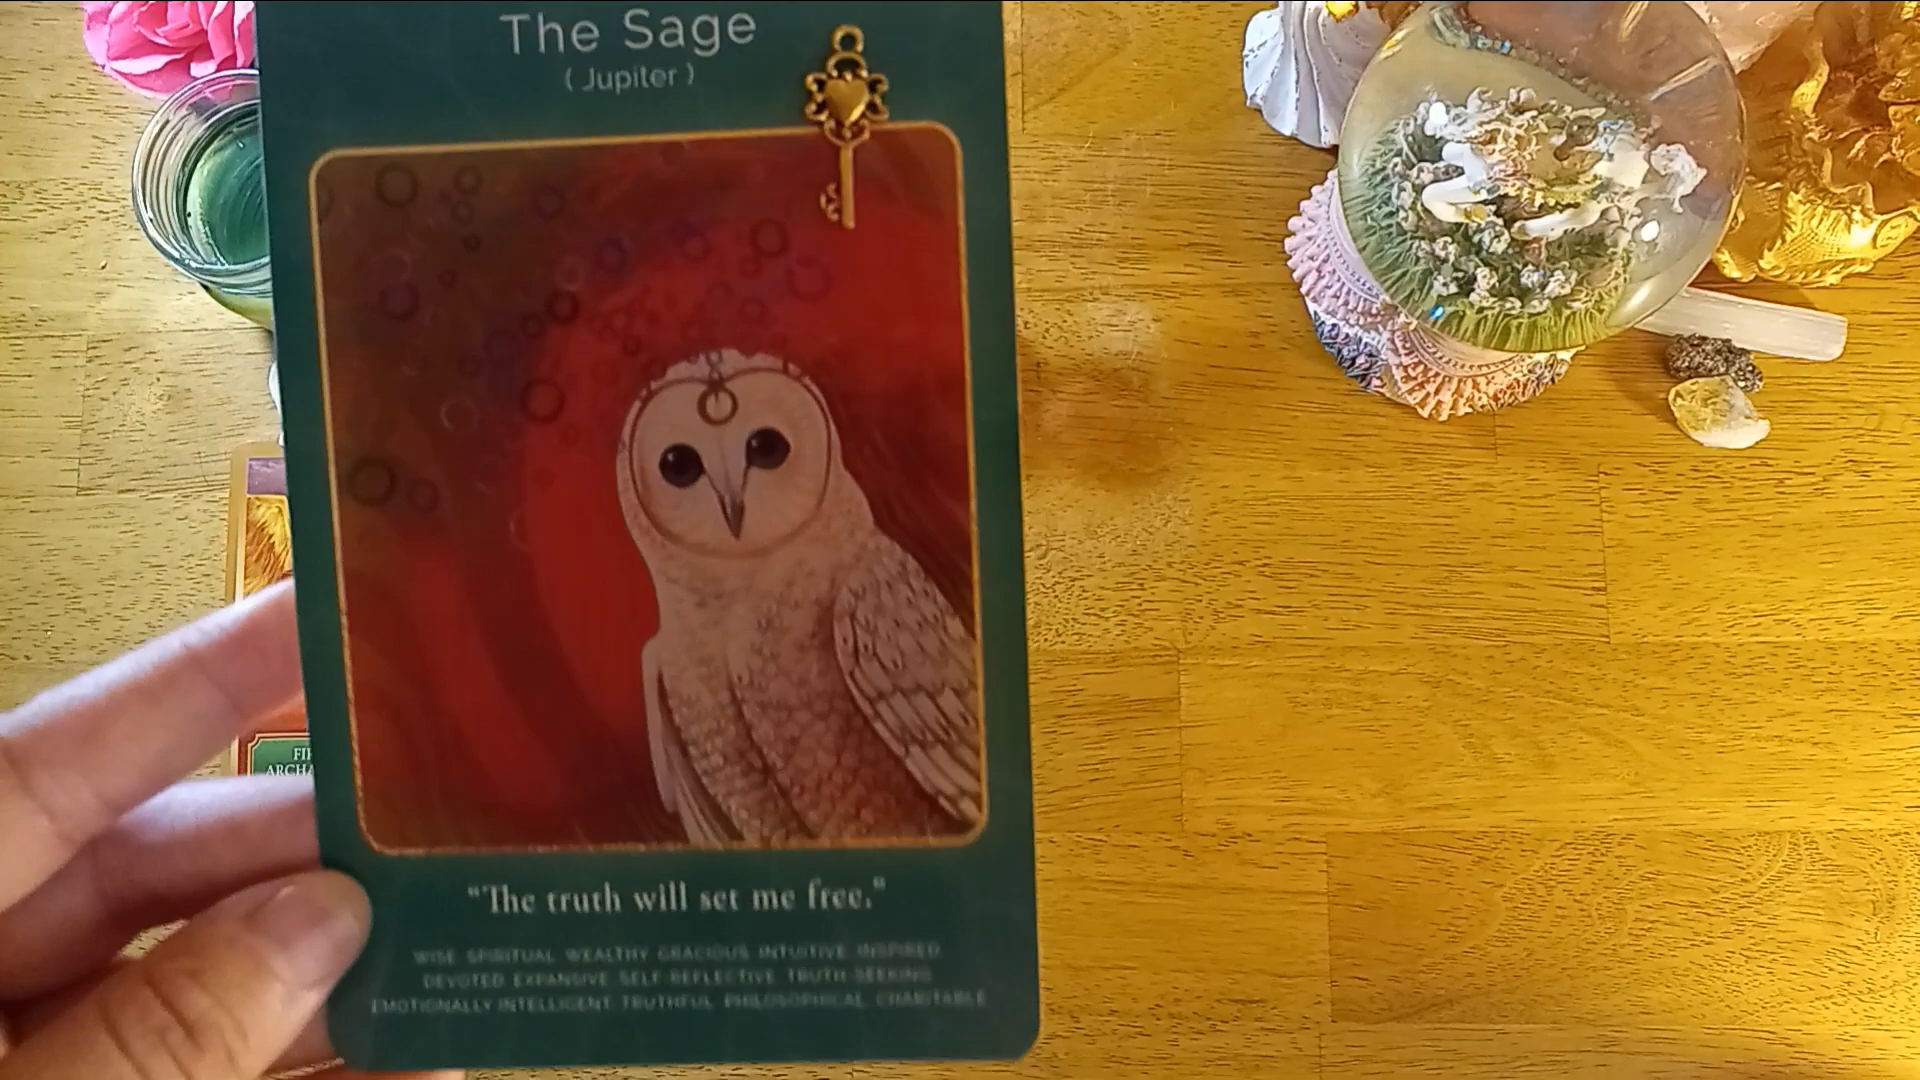 The Sage
( Jupiter )
"The truth will set me free."
WISE SPIRITUAL WEALTHY GRACIOUS INTUITIVE INSPIRED
DEVOTED EXPANSIVE SELF REFLECTIVE TRUTH SEEKING
EMOTIONALLY INTELLIGENT TRUTHFUL PHILOSOPHICAL CHARITABLE